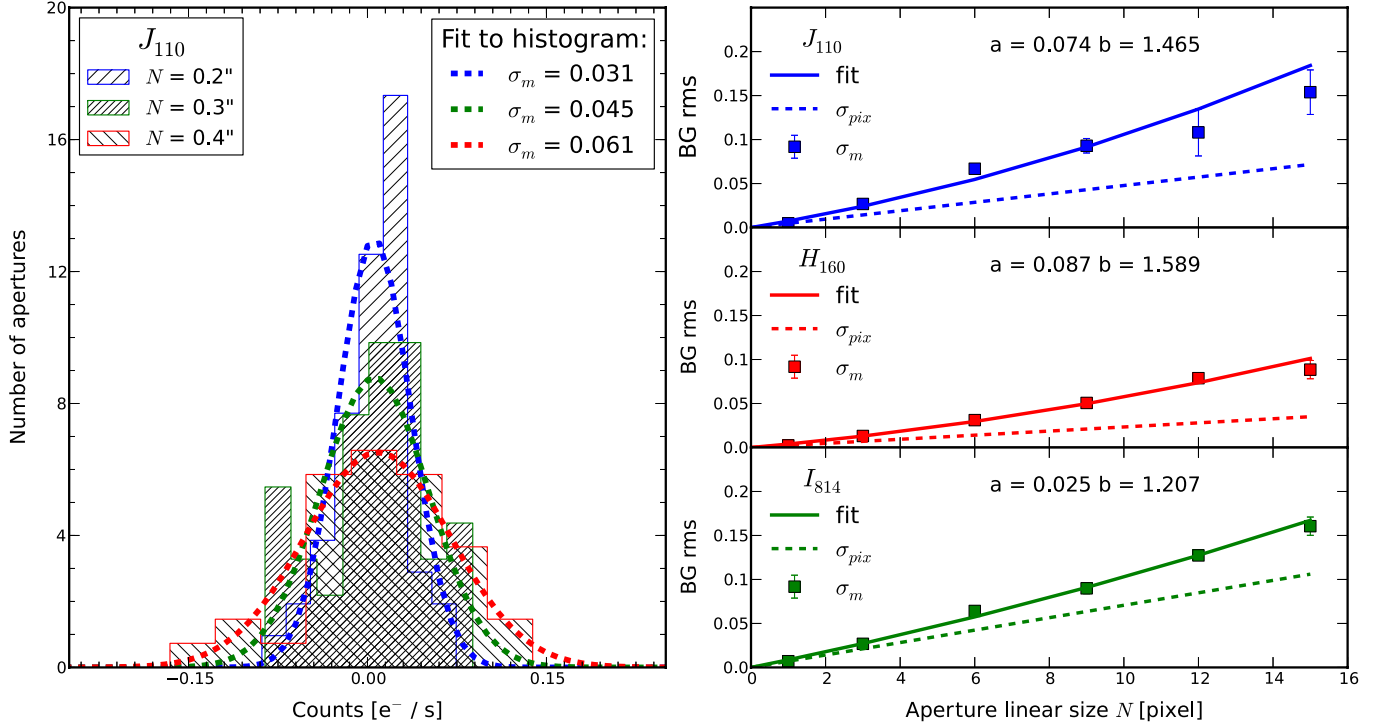 J110
N = 0.2"
N = 0.3"
N = 0.4"
Fit to histogram:
σm = 0.031
σm = 0.045
σm = 0.061
20
16
12
8
4
0
−0.15
0.00
0.15
Number of apertures
Counts [e− / s]
J110
a = 0.074 b = 1.465
fit
σpix
σm
BG rms
0.2
0.15
0.1
0.05
0.0
H160
a = 0.087 b = 1.589
fit
σpix
σm
BG rms
0.2
0.15
0.1
0.05
0.0
I814
a = 0.025 b = 1.207
fit
σpix
σm
BG rms
0.2
0.15
0.1
0.05
0.0
0
2
4
6
8
10
12
14
16
Aperture linear size N [pixel]